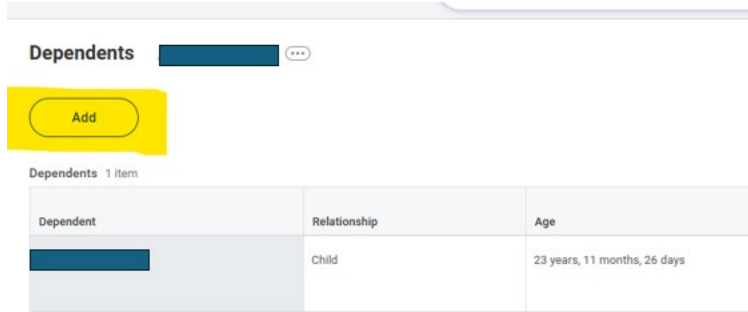 Dependents
Add
Dependents 1 item
Dependent Relationship Age
Child 23 years, 11 months, 26 days